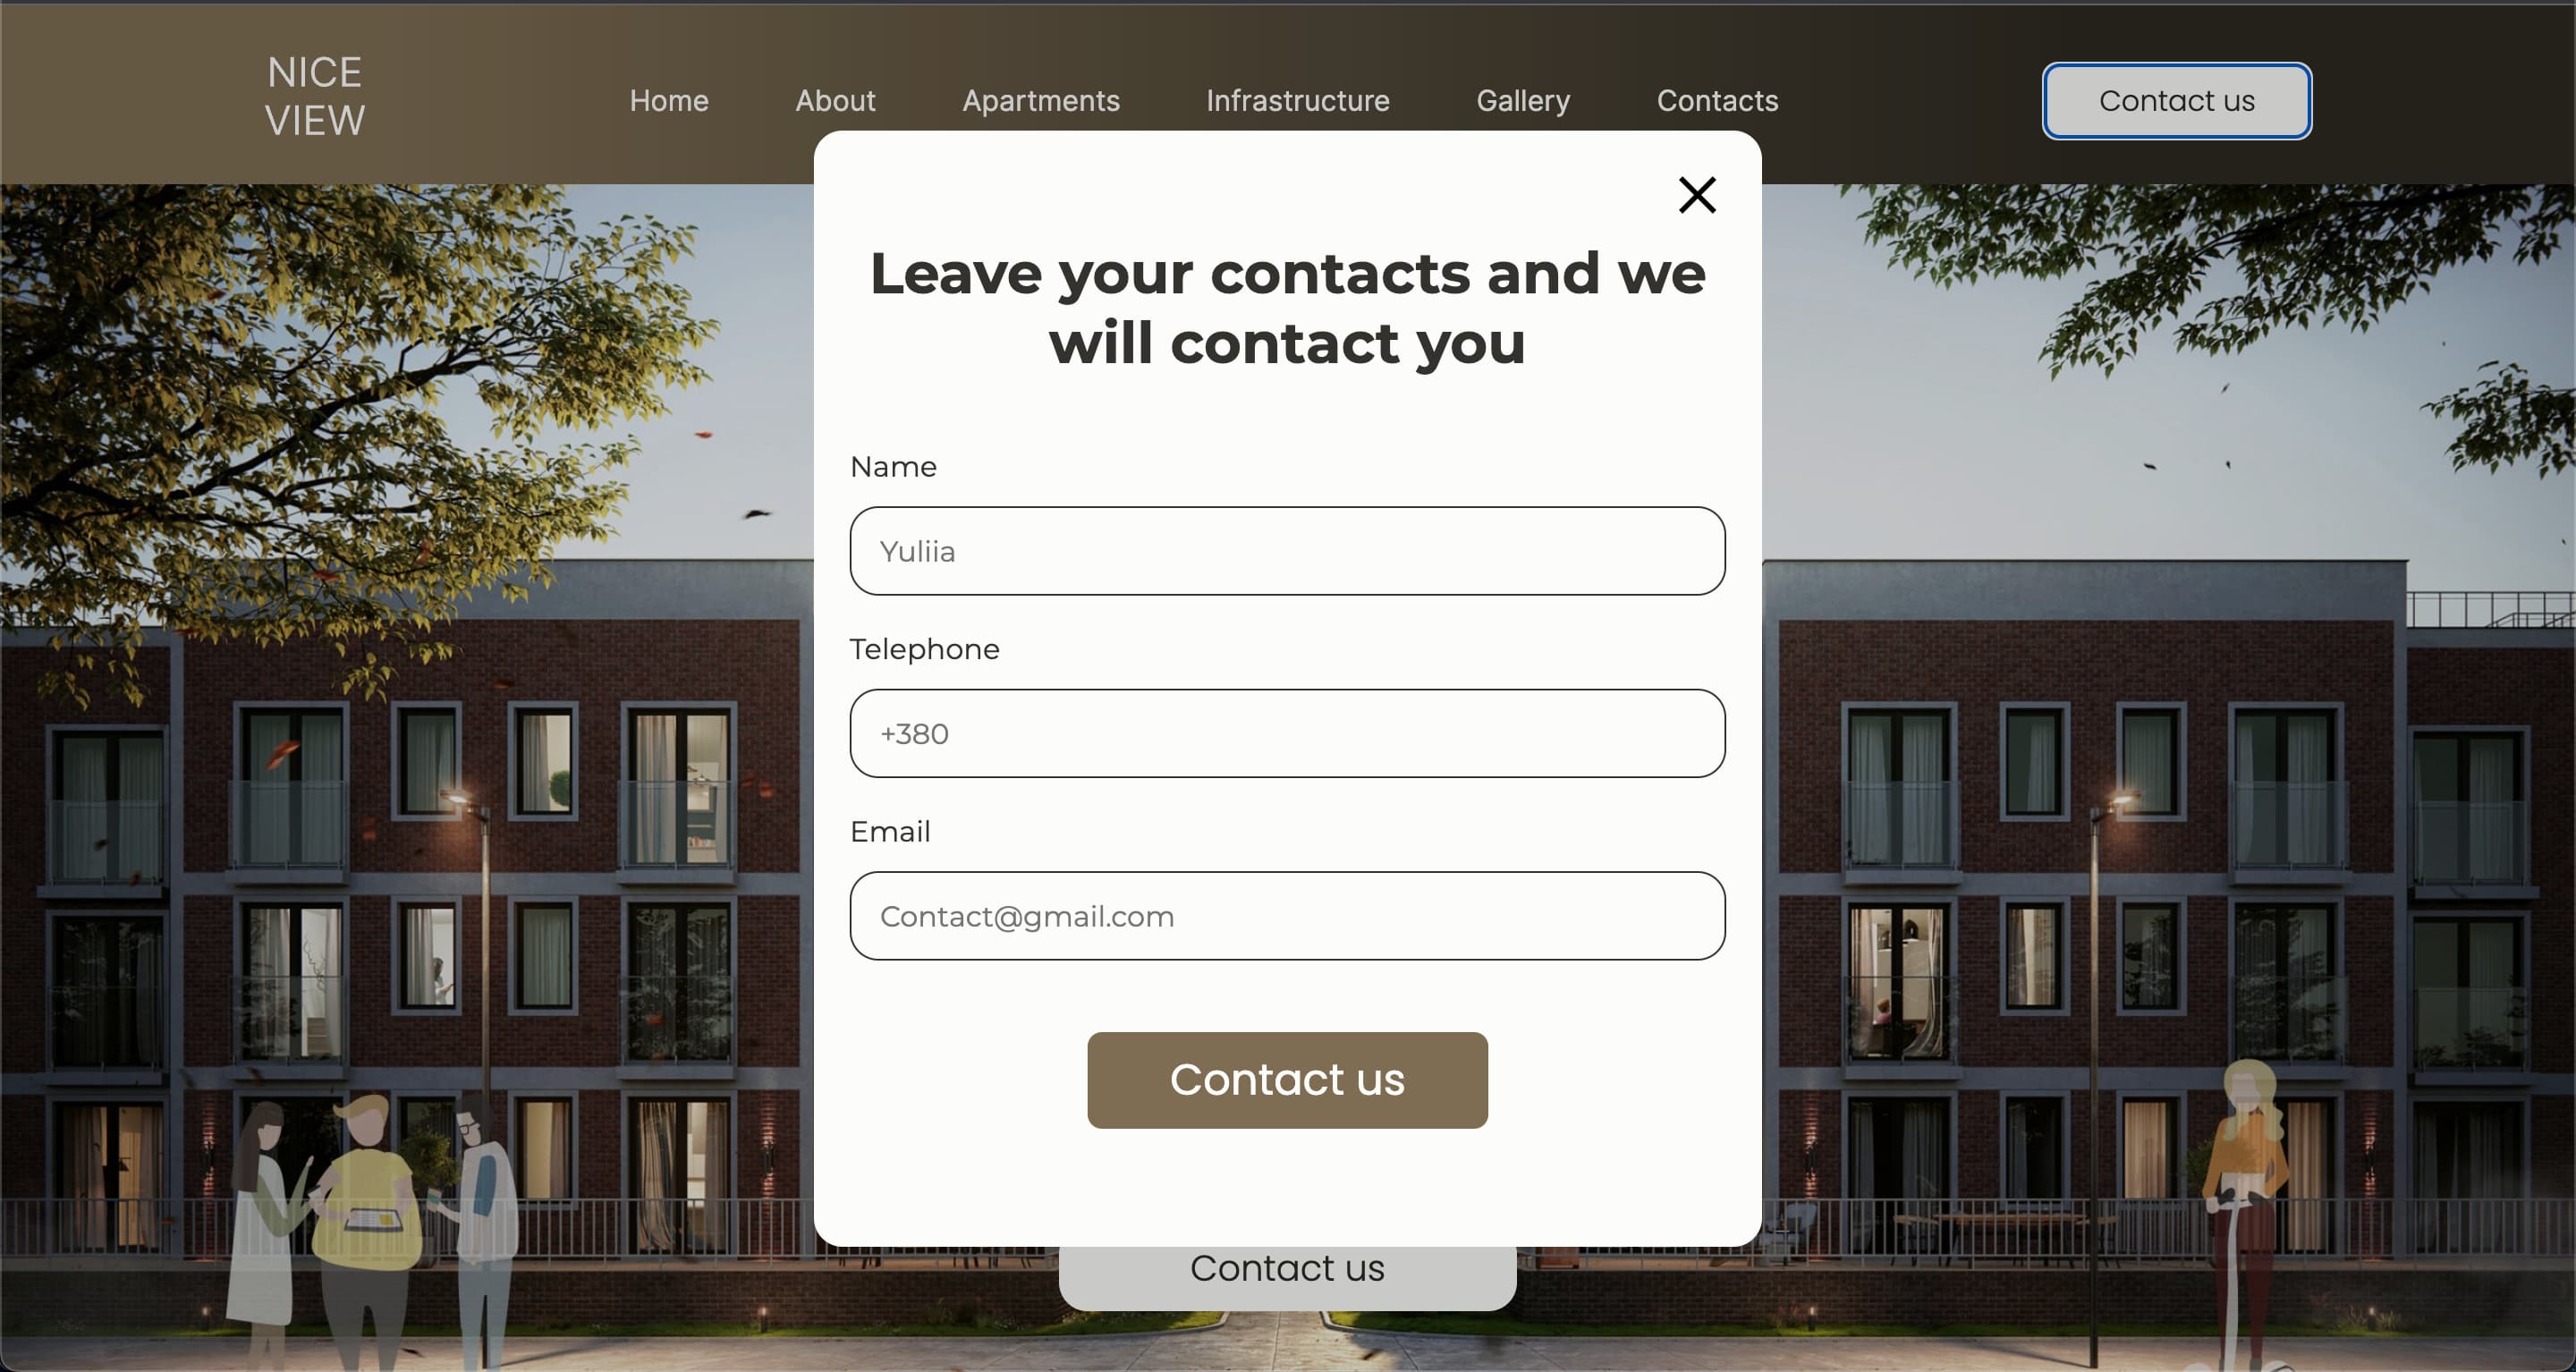 NICE
VIEW
Home About Apartments Infrastructure Gallery Contacts Contact us
Leave your contacts and we
will contact you
Name
Yuliia
Telephone
+380
Email
Contact@gmail.com
Contact us
Contact us